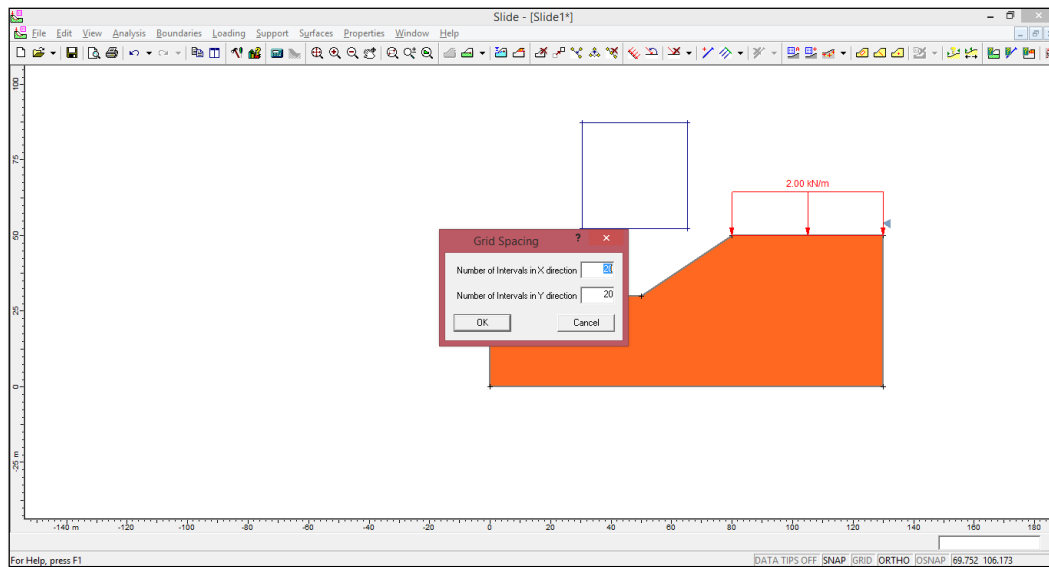 Slide - [Slide1*]
File Edit View Analysis Boundaries Loading Support Surfaces Properties Window Help
100
75
50
25
0
-25 m
2.00 kN/m
Grid Spacing ?
Number of Intervals in X direction 20
Number of Intervals in Y direction 20
OK Cancel
-140 m -120 -100 -80 -60 -40 -20 0 20 40 60 80 100 120 140 160 180
For Help, press F1 DATA TIPS OFF SNAP GRID ORTHO OSNAP 69.752 106.173